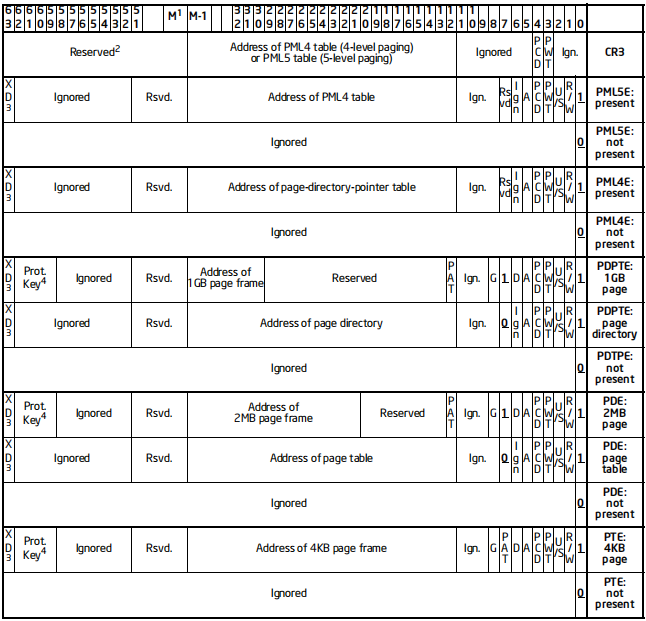 63 62 61 60 59 58 57 56 55 54 53 52 51 M¹ M-1 32 31 30 29 28 27 26 25 24 23 22 21 20 19 18 17 16 15 14 13 12 11 10 9 8 7 6 5 4 3 2 1 0
Reserved² Address of PML4 table (4-level paging) Ignored PCD PWT Ign. CR3
or PML5 table (5-level paging)
XD3 Ignored Rsvd. Address of PML4 table Ign. Rsvd Ign A PCD PWT U/S R/W 1 PML5E:
present
Ignored 0 PML5E:
not
present
XD3 Ignored Rsvd. Address of page-directory-pointer table Ign. Rsvd Ign A PCD PWT U/S R/W 1 PML4E:
present
Ignored 0 PML4E:
not
present
XD3 Prot. Key⁴ Ignored Rsvd. Address of 1GB page frame Reserved PAT Ign. G 1 D A PCD PWT U/S R/W 1 PDPTE:
1GB
page
XD3 Ignored Rsvd. Address of page directory Ign. 0 Ign A PCD PWT U/S R/W 1 PDPTE:
page
directory
Ignored 0 PDTPE:
not
present
XD3 Prot. Key⁴ Ignored Rsvd. Address of 2MB page frame Reserved PAT Ign. G 1 D A PCD PWT U/S R/W 1 PDE:
2MB
page
XD3 Ignored Rsvd. Address of page table Ign. 0 Ign A PCD PWT U/S R/W 1 PDE:
page
table
Ignored 0 PDE:
not
present
XD3 Prot. Key⁴ Ignored Rsvd. Address of 4KB page frame Ign. G PAT D A PCD PWT U/S R/W 1 PTE:
4KB
page
Ignored 0 PTE:
not
present